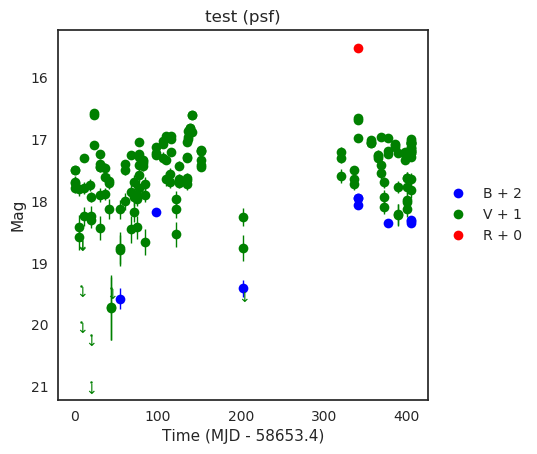 test (psf)
16
17
18
19
20
21
Mag
0
100
200
300
400
Time (MJD - 58653.4)
B + 2
V + 1
R + 0